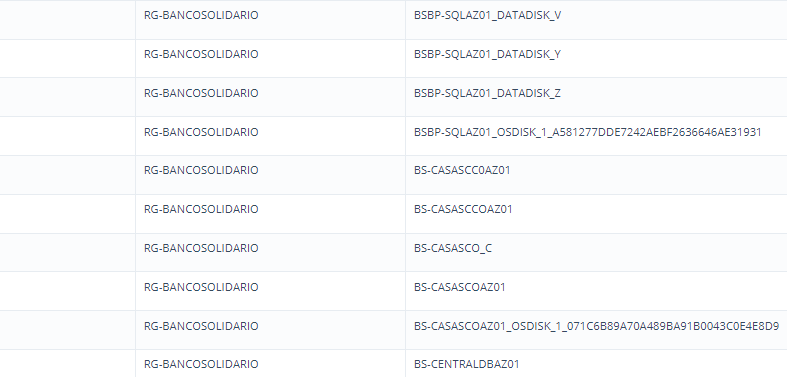 RG-BANCOSOLIDARIO BSBP-SQLAZ01_DATADISK_V
RG-BANCOSOLIDARIO BSBP-SQLAZ01_DATADISK_Y
RG-BANCOSOLIDARIO BSBP-SQLAZ01_DATADISK_Z
RG-BANCOSOLIDARIO BSBP-SQLAZ01_OSDISK_1_A581277DDE7242AEBF2636646AE31931
RG-BANCOSOLIDARIO BS-CASASCC0AZ01
RG-BANCOSOLIDARIO BS-CASASCCOAZ01
RG-BANCOSOLIDARIO BS-CASASCO_C
RG-BANCOSOLIDARIO BS-CASASCOAZ01
RG-BANCOSOLIDARIO BS-CASASCOAZ01_OSDISK_1_071C6B89A70A489BA91B0043C0E4E8D9
RG-BANCOSOLIDARIO BS-CENTRALDBAZ01